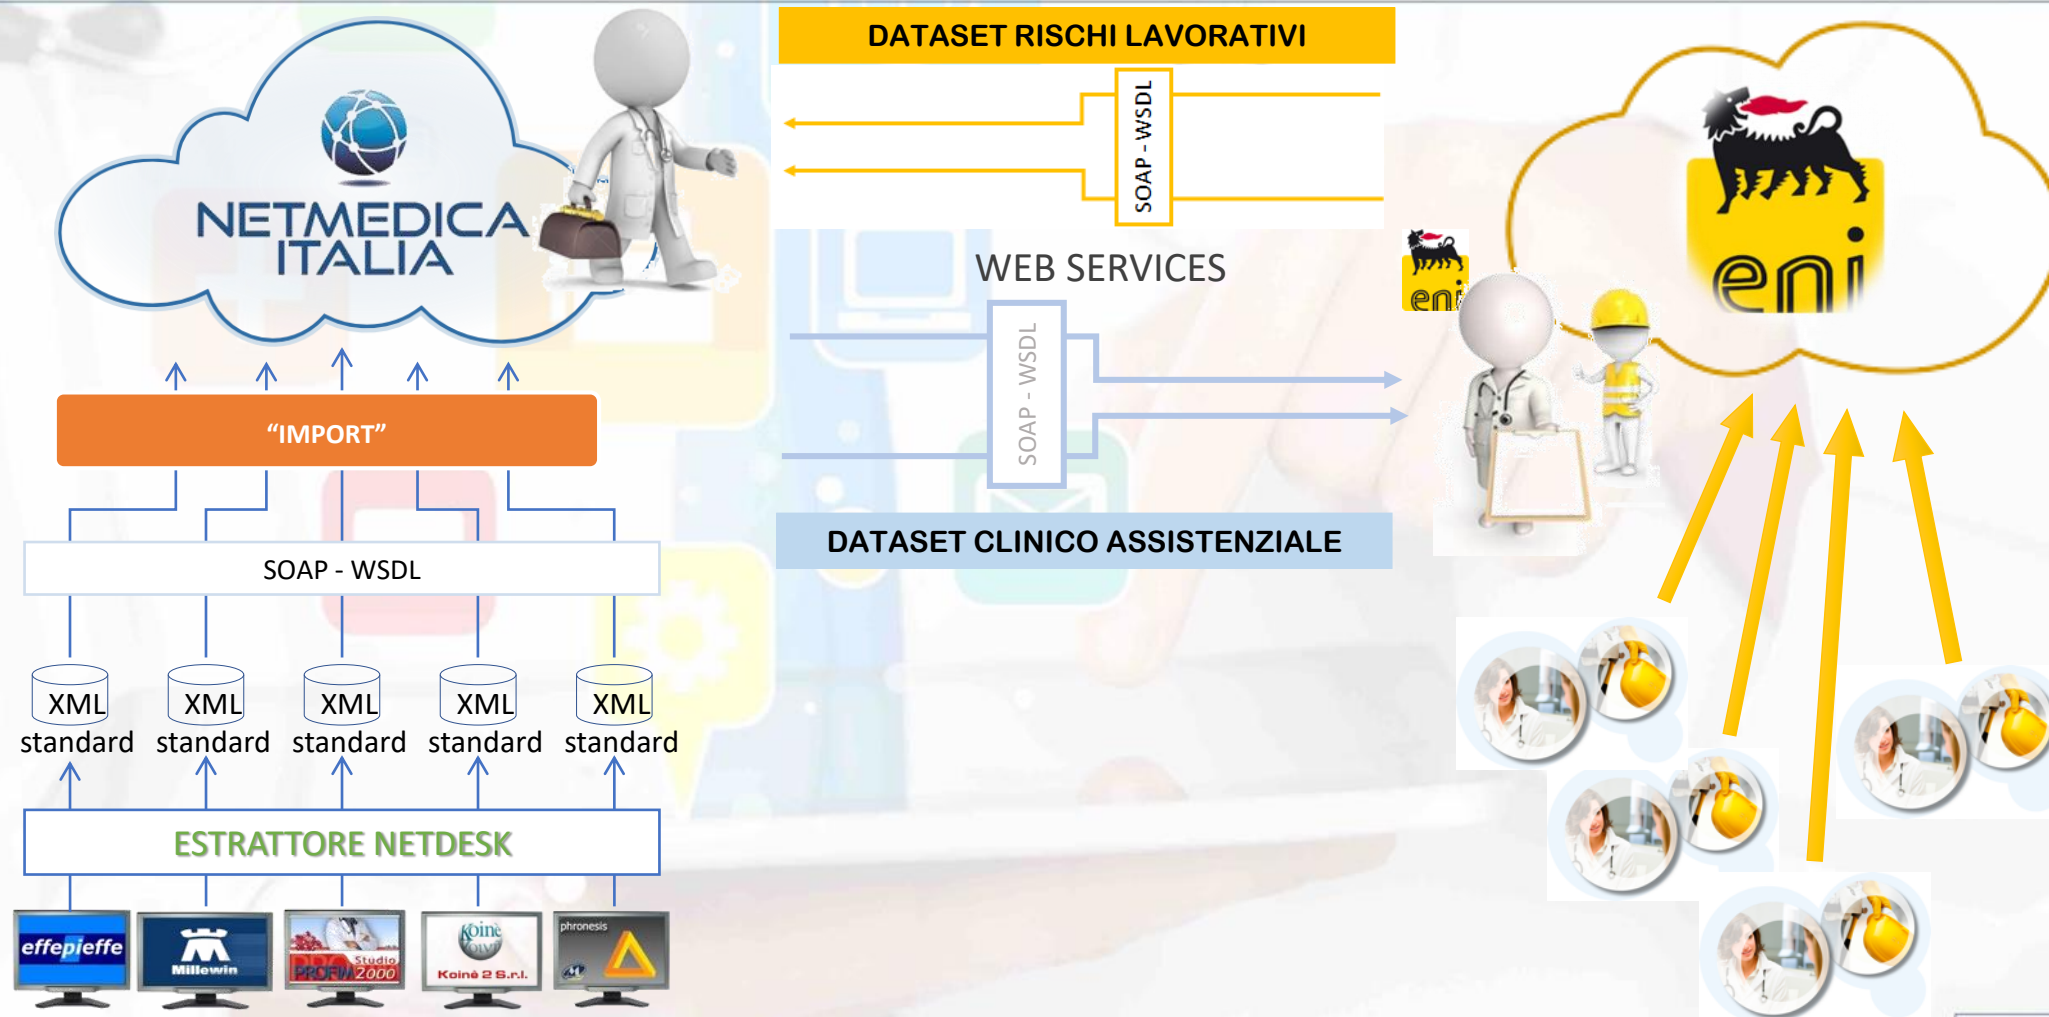 DATASET RISCHI LAVORATIVI
SOAP - WSDL
NETMEDICA
ITALIA
eni
WEB SERVICES
eni
SOAP - WSDL
"IMPORT"
DATASET CLINICO ASSISTENZIALE
SOAP - WSDL
XML XML XML XML XML
standard standard standard standard standard
ESTRATTORE NETDESK
effepieffe
Millewin
Studio
PROFIM2000
Koinè
Koinè 2 S.r.l.
phronesis